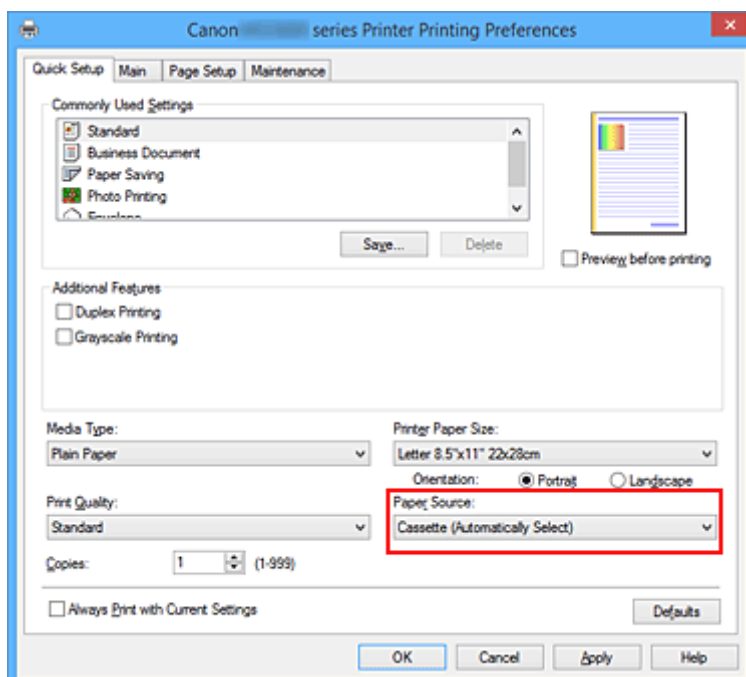 Canon series Printer Printing Preferences
Quick Setup Main Page Setup Maintenance
Commonly Used Settings
Standard
Business Document
Paper Saving
Photo Printing
Envelope
Save... Delete
Preview before printing
Additional Features
Duplex Printing
Grayscale Printing
Media Type: Printer Paper Size:
Plain Paper Letter 8.5"x11" 22x28cm
Orientation: Portrait Landscape
Print Quality: Paper Source:
Standard Cassette (Automatically Select)
Copies: 1 (1-999)
Always Print with Current Settings Defaults
OK Cancel Apply Help